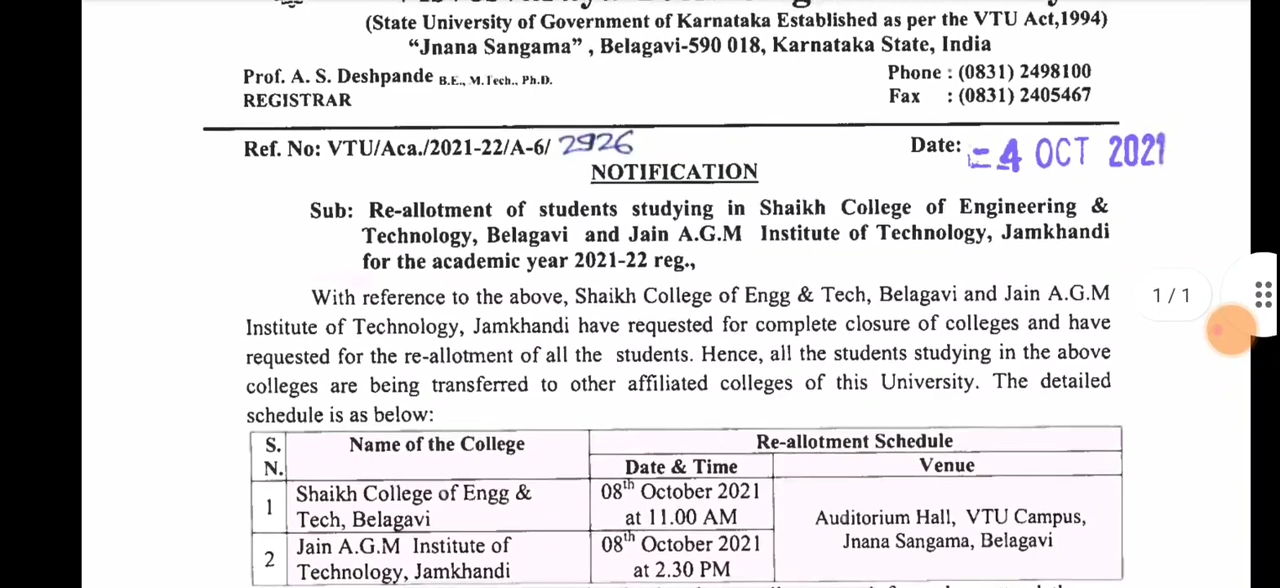 (State University of Government of Karnataka Established as per the VTU Act,1994)
“Jnana Sangama” , Belagavi-590 018, Karnataka State, India
Prof. A. S. Deshpande B.E., M.Tech., Ph.D.
Phone : (0831) 2498100
REGISTRAR
Fax : (0831) 2405467
Ref. No: VTU/Aca./2021-22/A-6/ 2926
Date: - 4 OCT 2021
NOTIFICATION
Sub: Re-allotment of students studying in Shaikh College of Engineering &
Technology, Belagavi and Jain A.G.M Institute of Technology, Jamkhandi
for the academic year 2021-22 reg.,
With reference to the above, Shaikh College of Engg & Tech, Belagavi and Jain A.G.M
Institute of Technology, Jamkhandi have requested for complete closure of colleges and have
requested for the re-allotment of all the students. Hence, all the students studying in the above
colleges are being transferred to other affiliated colleges of this University. The detailed
schedule is as below:
1 / 1
S. N.
Name of the College
Re-allotment Schedule
Date & Time
Venue
1
Shaikh College of Engg &
Tech, Belagavi
08th October 2021
at 11.00 AM
Auditorium Hall, VTU Campus,
Jnana Sangama, Belagavi
2
Jain A.G.M Institute of
Technology, Jamkhandi
08th October 2021
at 2.30 PM